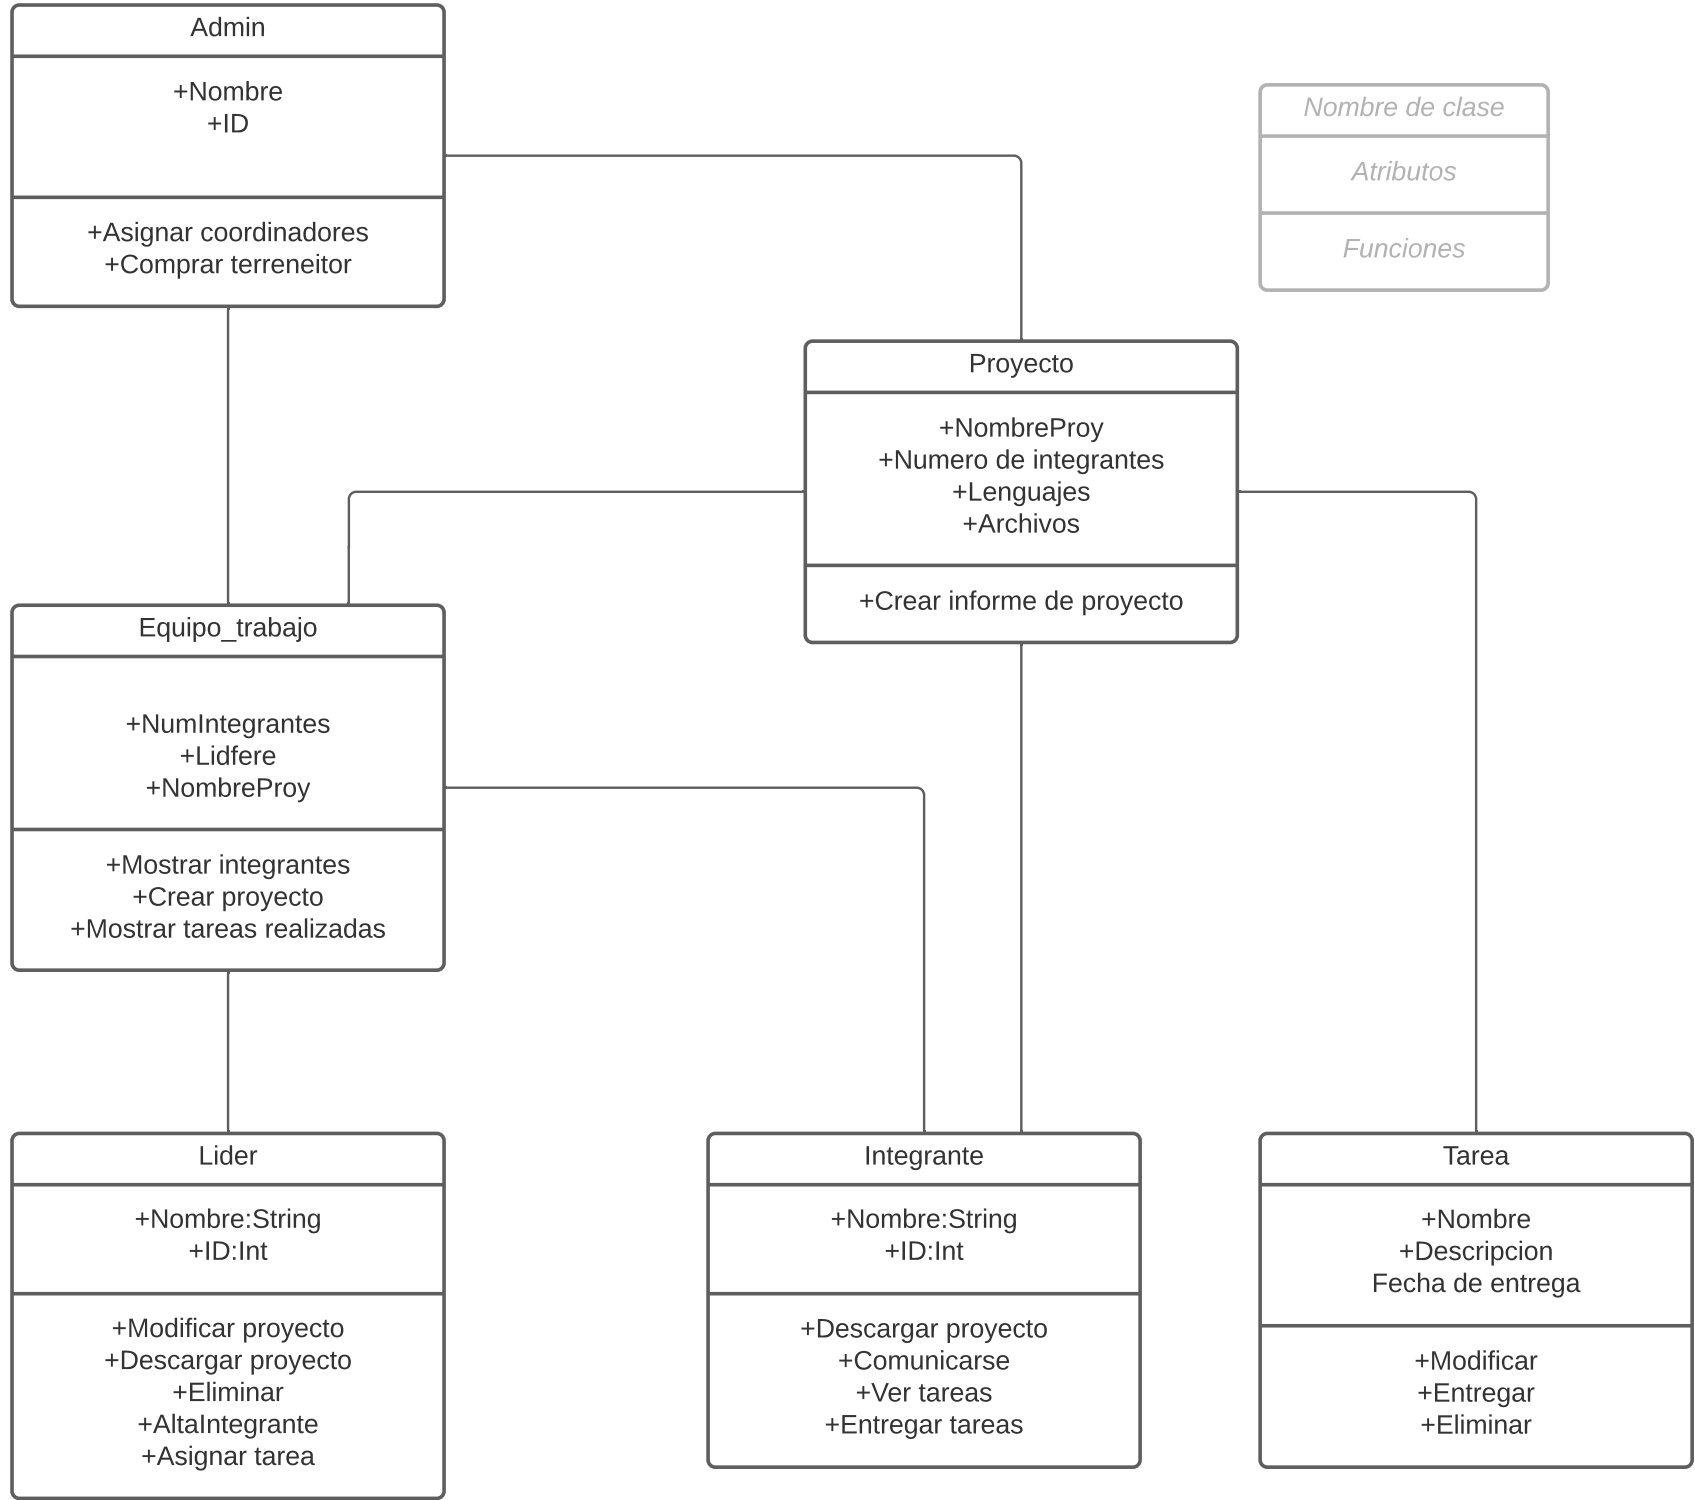 Admin
+Nombre
+ID
+Asignar coordinadores
+Comprar terreneitor
Nombre de clase
Atributos
Funciones
Proyecto
+NombreProy
+Numero de integrantes
+Lenguajes
+Archivos
+Crear informe de proyecto
Equipo_trabajo
+NumIntegrantes
+Lidfere
+NombreProy
+Mostrar integrantes
+Crear proyecto
+Mostrar tareas realizadas
Lider
+Nombre:String
+ID:Int
+Modificar proyecto
+Descargar proyecto
+Eliminar
+AltaIntegrante
+Asignar tarea
Integrante
+Nombre:String
+ID:Int
+Descargar proyecto
+Comunicarse
+Ver tareas
+Entregar tareas
Tarea
+Nombre
+Descripcion
Fecha de entrega
+Modificar
+Entregar
+Eliminar